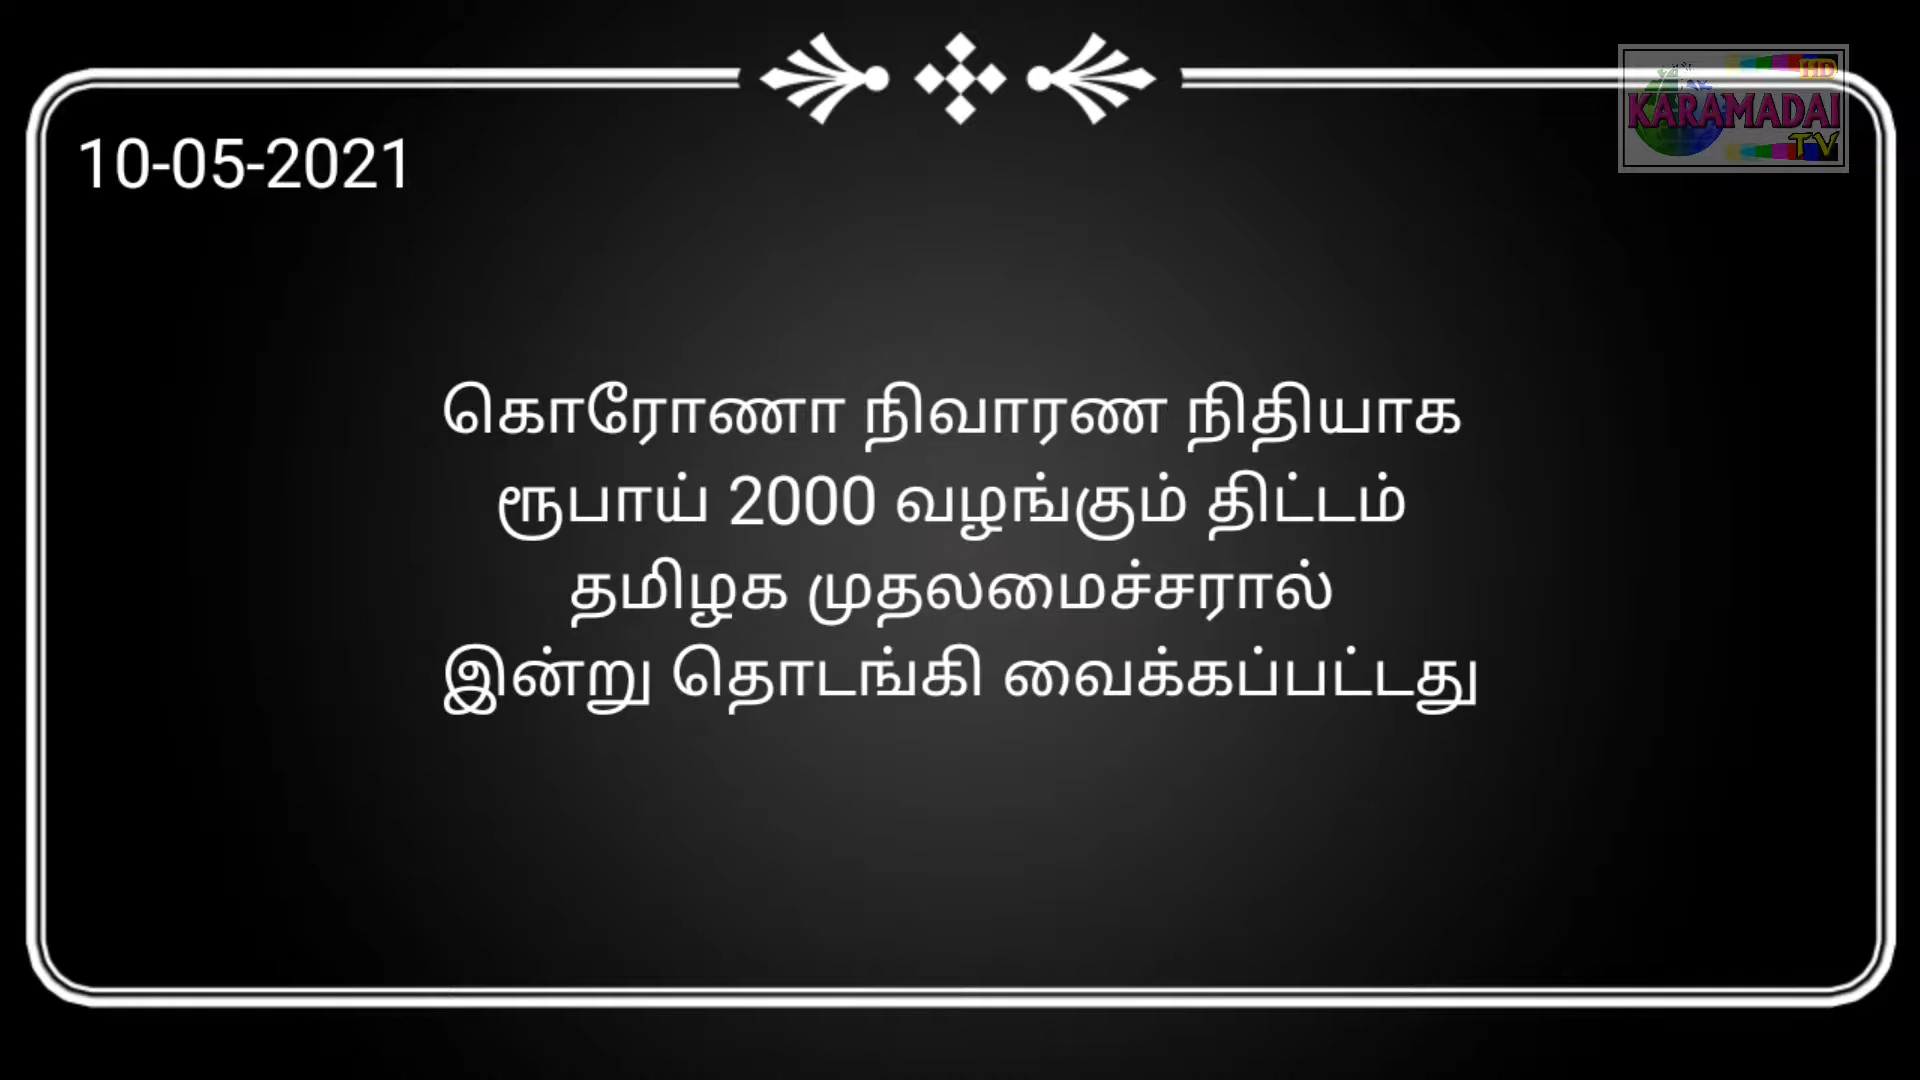 10-05-2021
HD
KARAMADAI
TV
கொரோணா நிவாரண நிதியாக
ரூபாய் 2000 வழங்கும் திட்டம்
தமிழக முதலமைச்சரால்
இன்று தொடங்கி வைக்கப்பட்டது